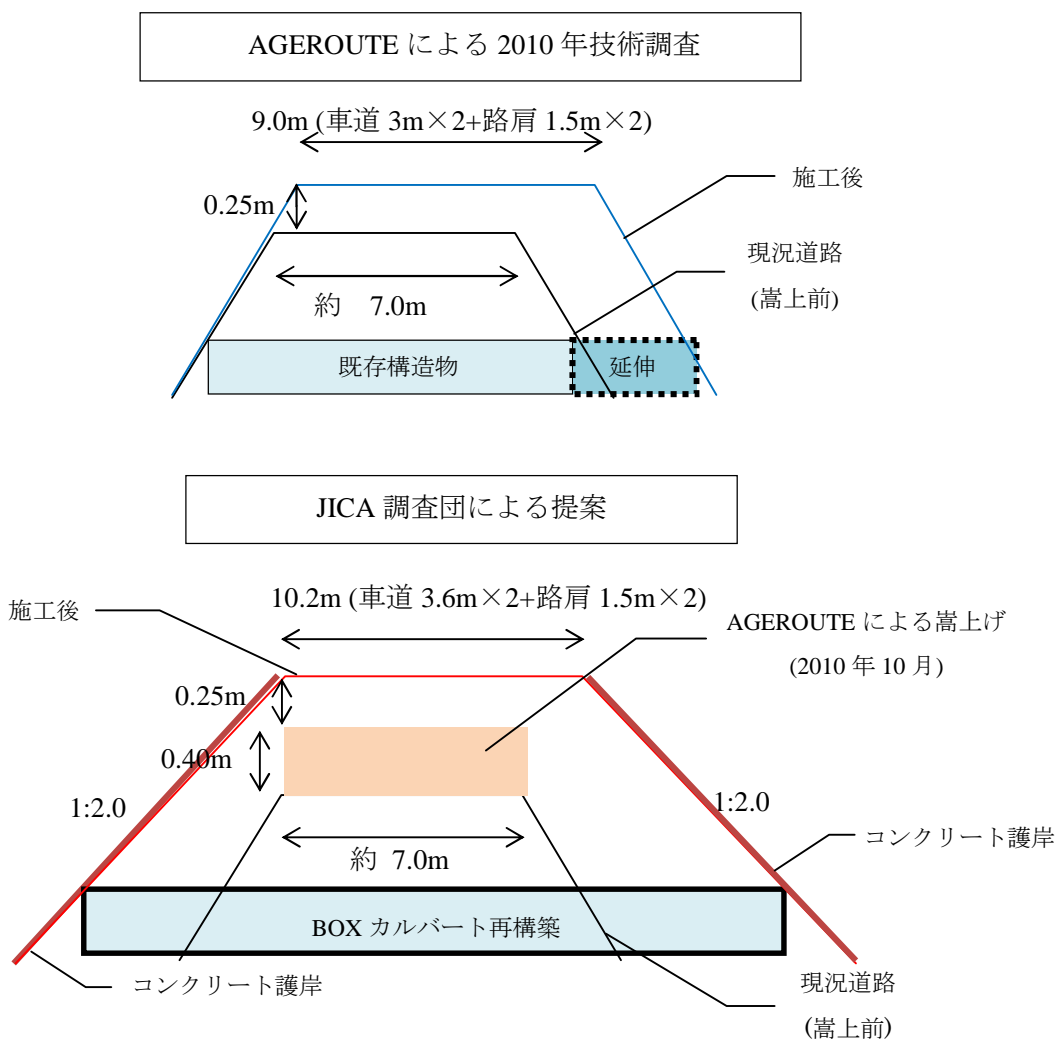 AGEROUTE による 2010 年技術調査
9.0m (車道 3m×2+路肩 1.5m×2)
施工後
0.25m
現況道路
(嵩上前)
約 7.0m
既存構造物
延伸
JICA 調査団による提案
施工後
10.2m (車道 3.6m×2+路肩 1.5m×2)
AGEROUTE による嵩上げ
(2010 年 10 月)
0.25m
0.40m
1:2.0
1:2.0
コンクリート護岸
約 7.0m
BOX カルバート再構築
コンクリート護岸
現況道路
(嵩上前)